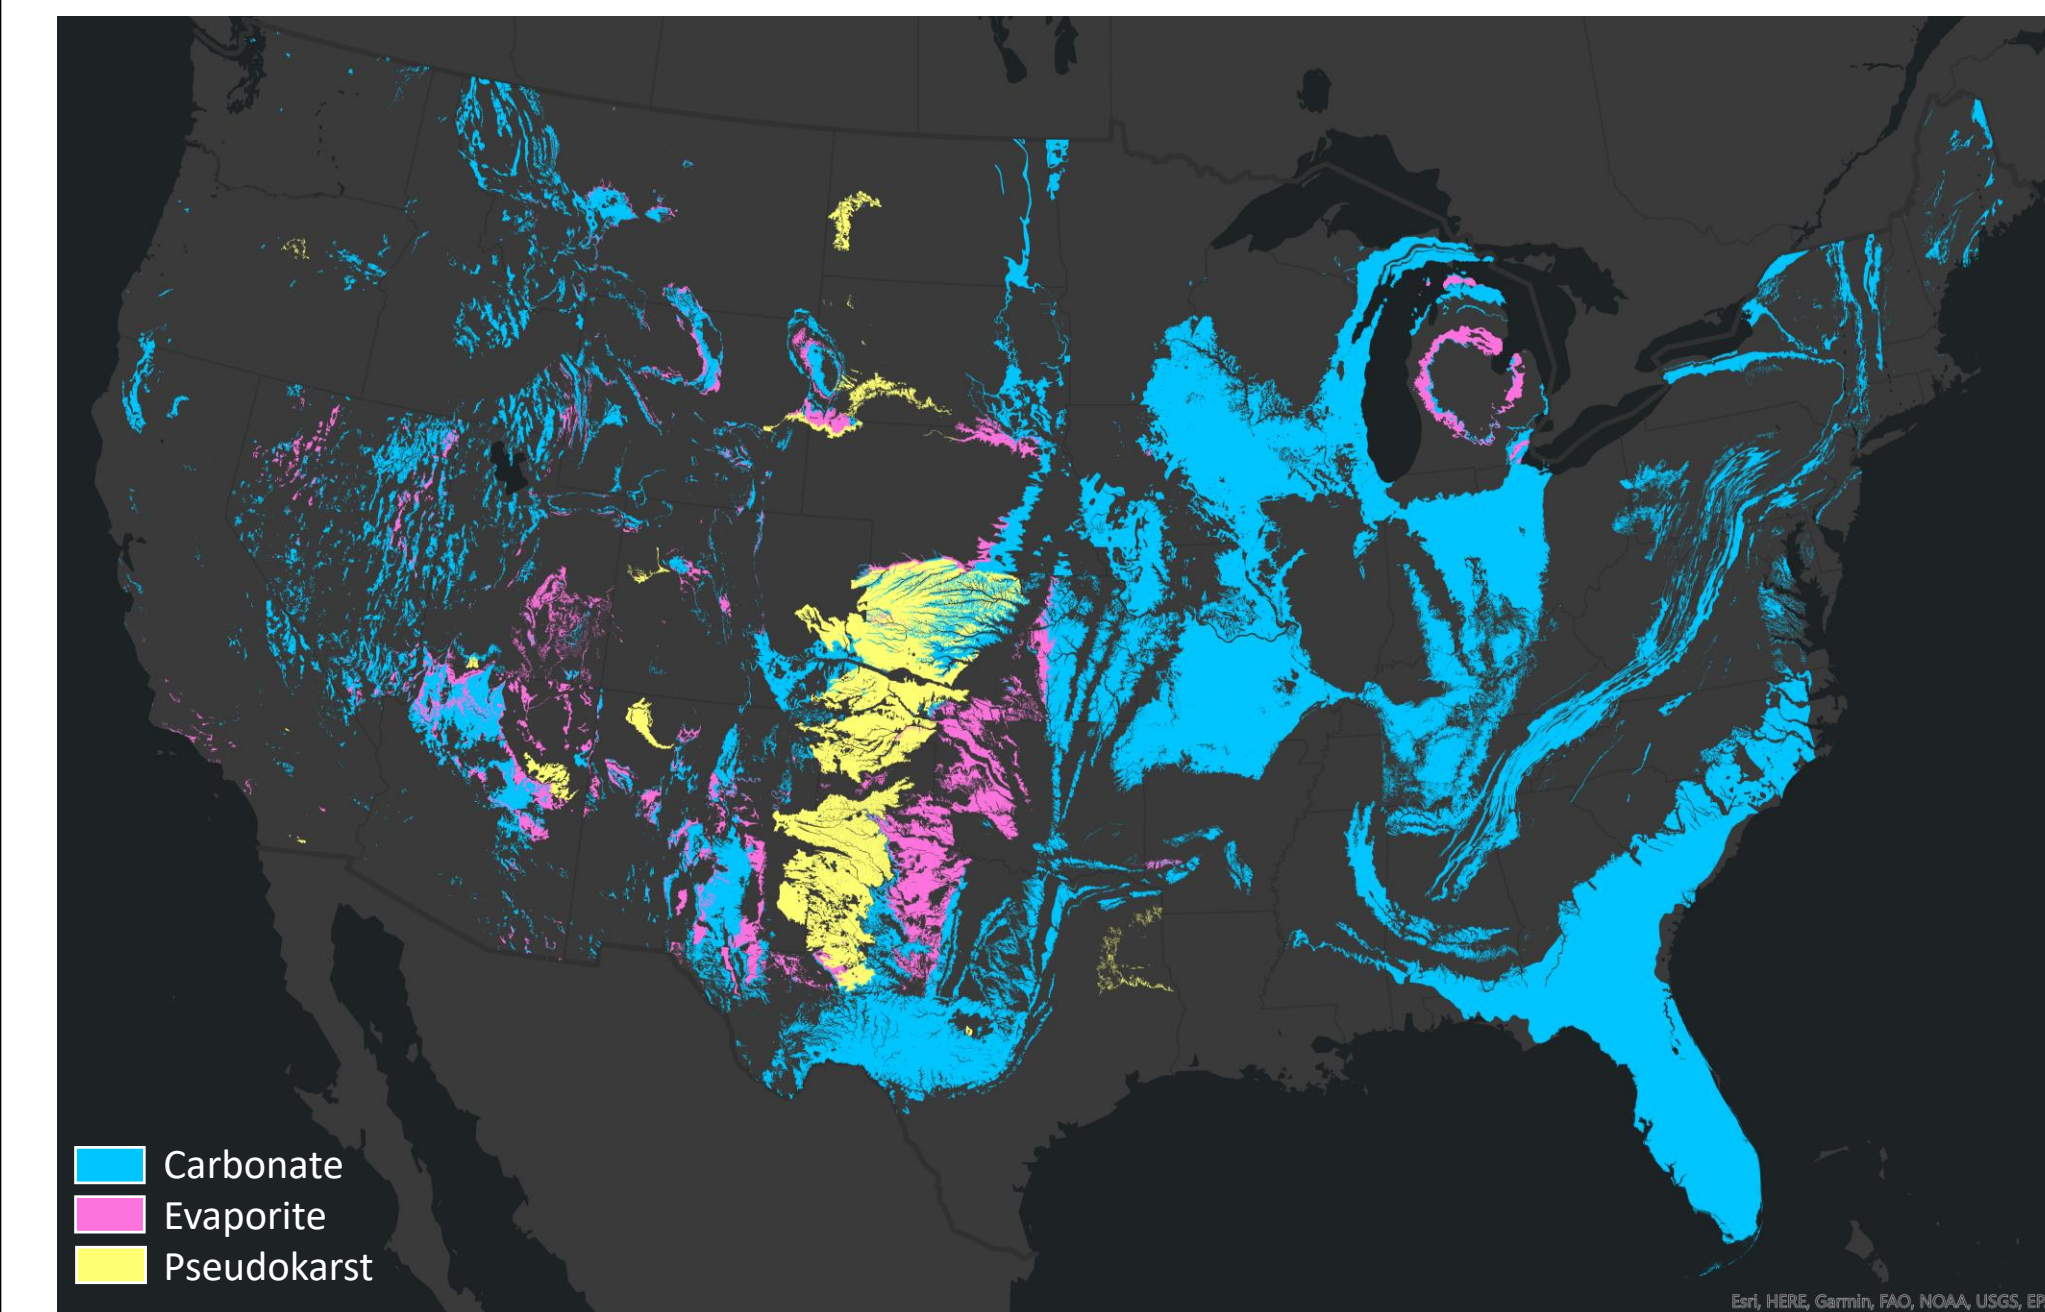 Carbonate
Evaporite
Pseudokarst
Esri, HERE, Garmin, FAO, NOAA, USGS, EP